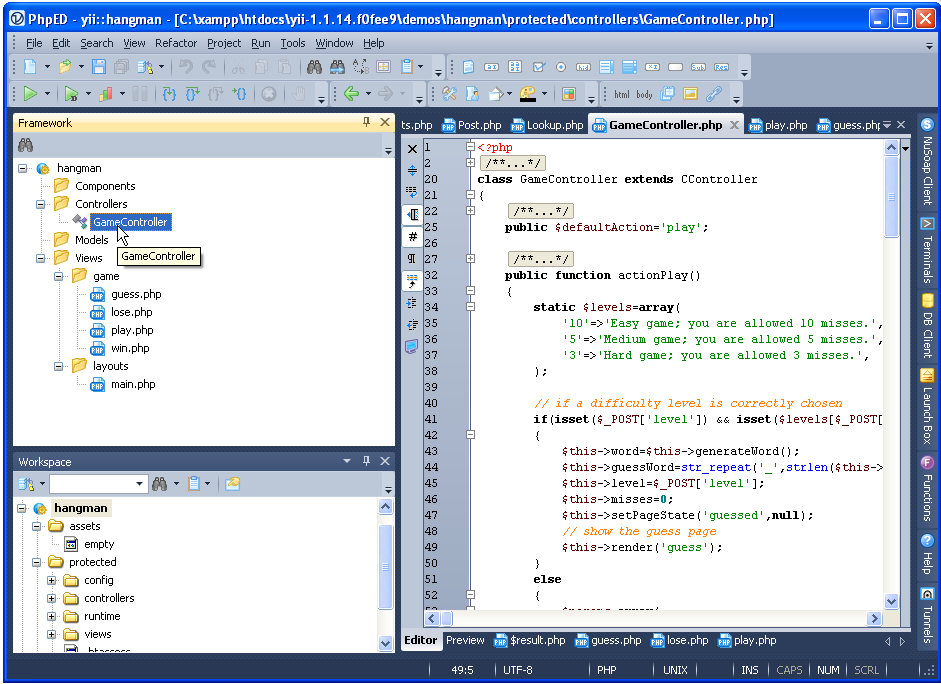 PhpED - yii::hangman - [C:\xampp\htdocs\yii-1.1.14.f0fee9\demos\hangman\protected\controllers\GameController.php]
File Edit Search View Refactor Project Run Tools Window Help
html body
Framework
hangman
Components
Controllers
GameController
Models
GameController
Views
game
guess.php
lose.php
play.php
win.php
layouts
main.php
Workspace
hangman
assets
empty
protected
config
controllers
runtime
views
.htaccess
ts.php Post.php Lookup.php GameController.php play.php guess.php
1 <?php
2 /**...*/
20 class GameController extends CController
21 {
22 /**...*/
25 public $defaultAction='play';
26
27 /**...*/
32 public function actionPlay()
33 {
34 static $levels=array(
35 '10'=>'Easy game; you are allowed 10 misses.',
36 '5'=>'Medium game; you are allowed 5 misses.',
37 '3'=>'Hard game; you are allowed 3 misses.',
38 );
39
40 // if a difficulty level is correctly chosen
41 if(isset($_POST['level']) && isset($levels[$_POST[
42 {
43 $this->word=$this->generateWord();
44 $this->guessWord=str_repeat('_',strlen($this->
45 $this->level=$_POST['level'];
46 $this->misses=0;
47 $this->setPageState('guessed',null);
48 // show the guess page
49 $this->render('guess');
50 }
51 else
52 {
Editor Preview $result.php guess.php lose.php play.php
49:5 UTF-8 PHP UNIX INS CAPS NUM SCRL
NuSoap Client
Terminals
DB Client
Launch Box
Functions
Help
Tunnels